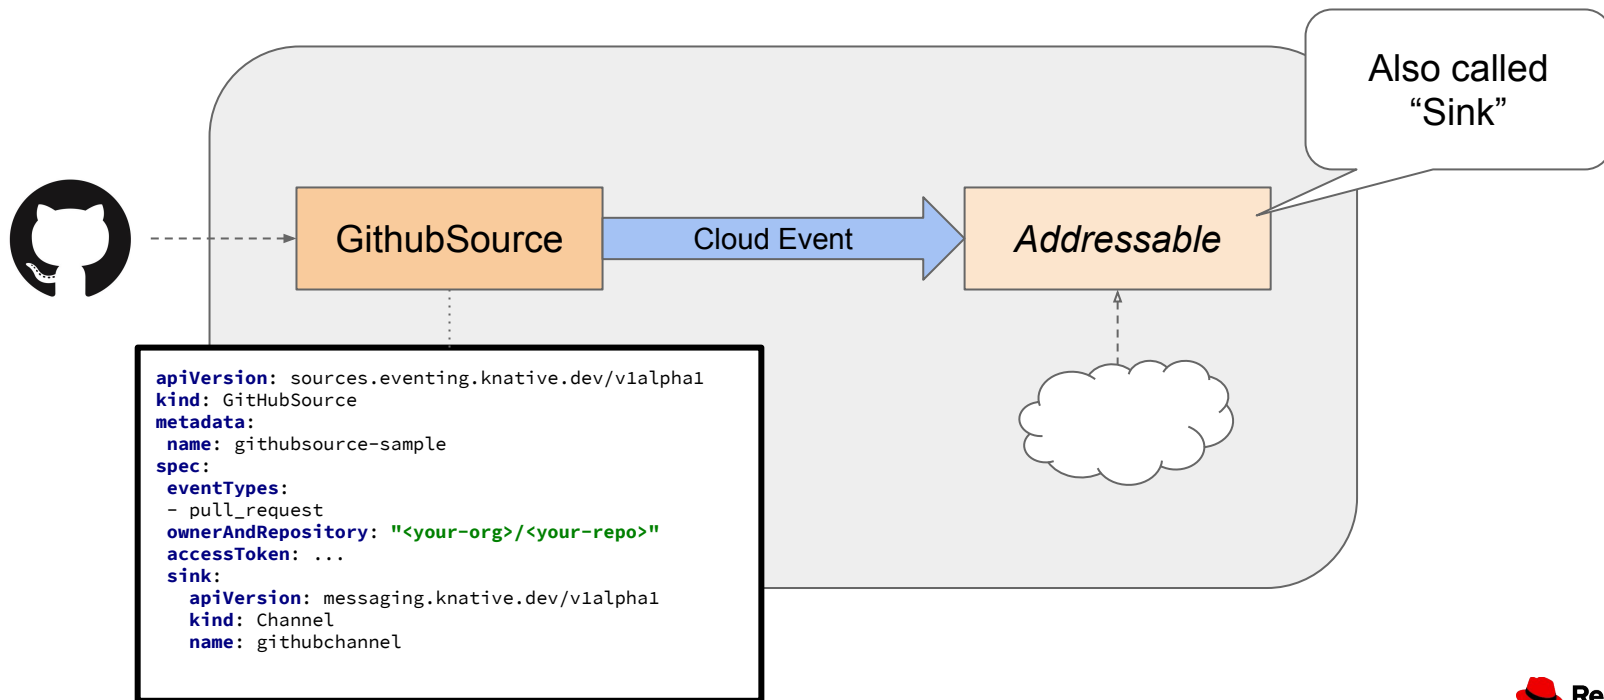 Also called
“Sink”
GithubSource
Cloud Event
Addressable
apiVersion: sources.eventing.knative.dev/v1alpha1
kind: GitHubSource
metadata:
 name: githubsource-sample
spec:
 eventTypes:
 - pull_request
 ownerAndRepository: "<your-org>/<your-repo>"
 accessToken: ...
 sink:
   apiVersion: messaging.knative.dev/v1alpha1
   kind: Channel
   name: githubchannel